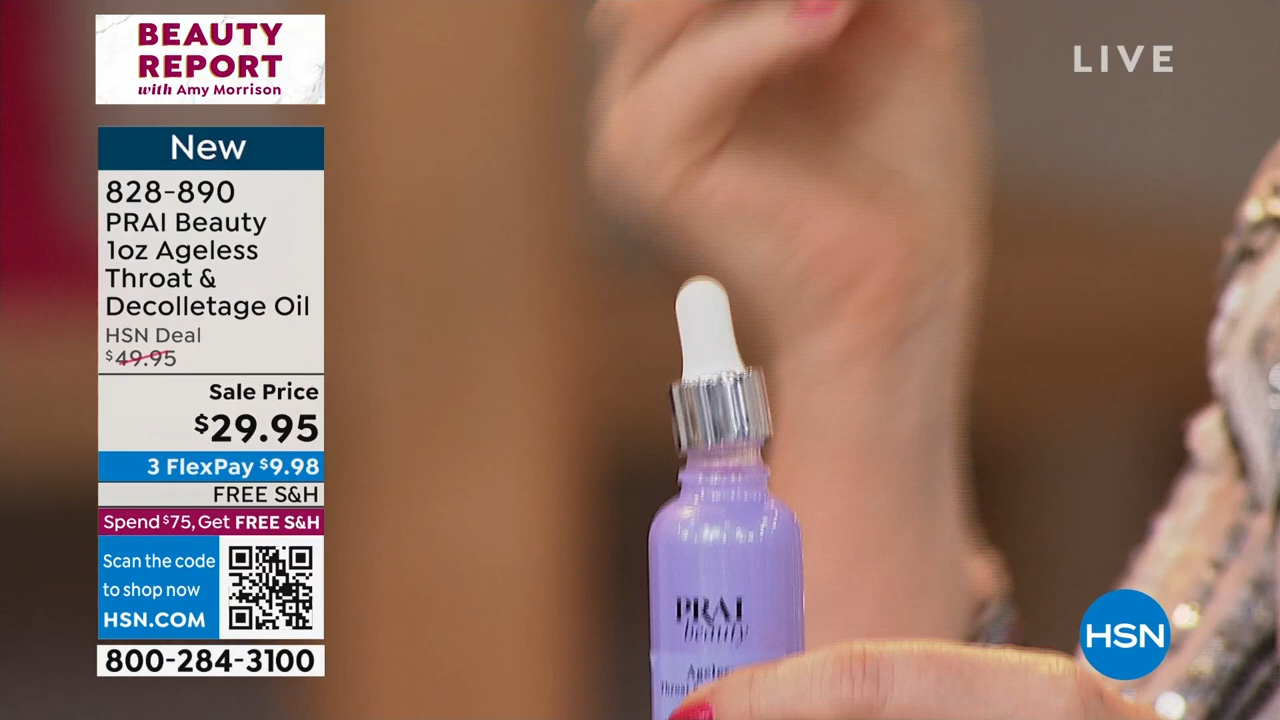 BEAUTY
REPORT
with Amy Morrison
LIVE
New
828-890
PRAI Beauty
1oz Ageless
Throat &
Decolletage Oil
HSN Deal
$49.95
Sale Price
$29.95
3 FlexPay $9.98
FREE S&H
Spend $75, Get FREE S&H
Scan the code
to shop now
HSN.COM
800-284-3100
PRAI
beauty
Throat
HSN